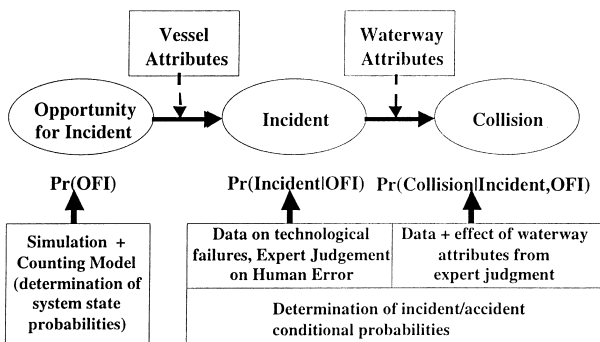 Vessel
Attributes
Waterway
Attributes
Opportunity
for Incident
Incident
Collision
Pr(OFI)
Pr(Incident|OFI)
Pr(Collision|Incident,OFI)
Simulation +
Counting Model
(determination of
system state
probabilities)
Data on technological
failures, Expert Judgement
on Human Error
Data + effect of waterway
attributes from
expert judgment
Determination of incident/accident
conditional probabilities